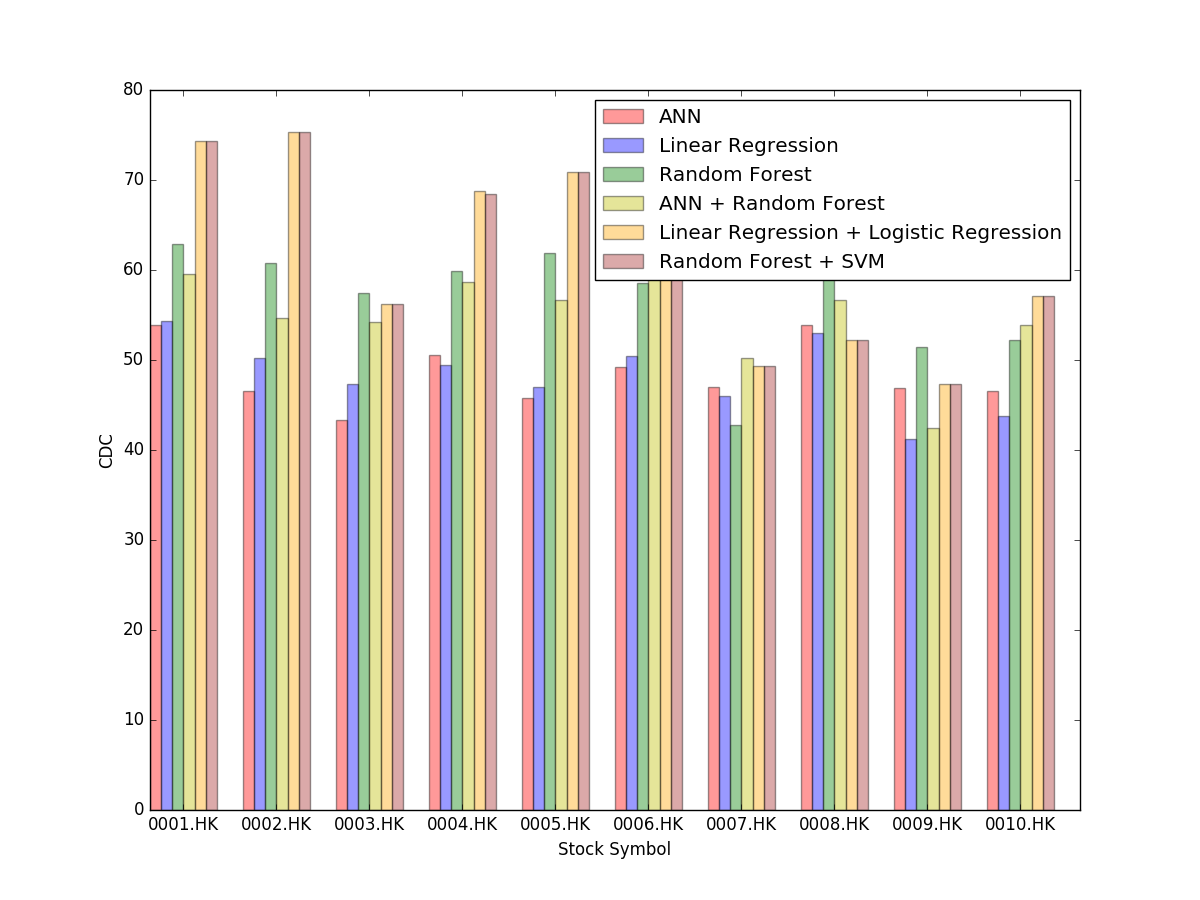 80
70
60
50
40
30
20
10
0
CDC
ANN
Linear Regression
Random Forest
ANN + Random Forest
Linear Regression + Logistic Regression
Random Forest + SVM
0001.HK 0002.HK 0003.HK 0004.HK 0005.HK 0006.HK 0007.HK 0008.HK 0009.HK 0010.HK
Stock Symbol